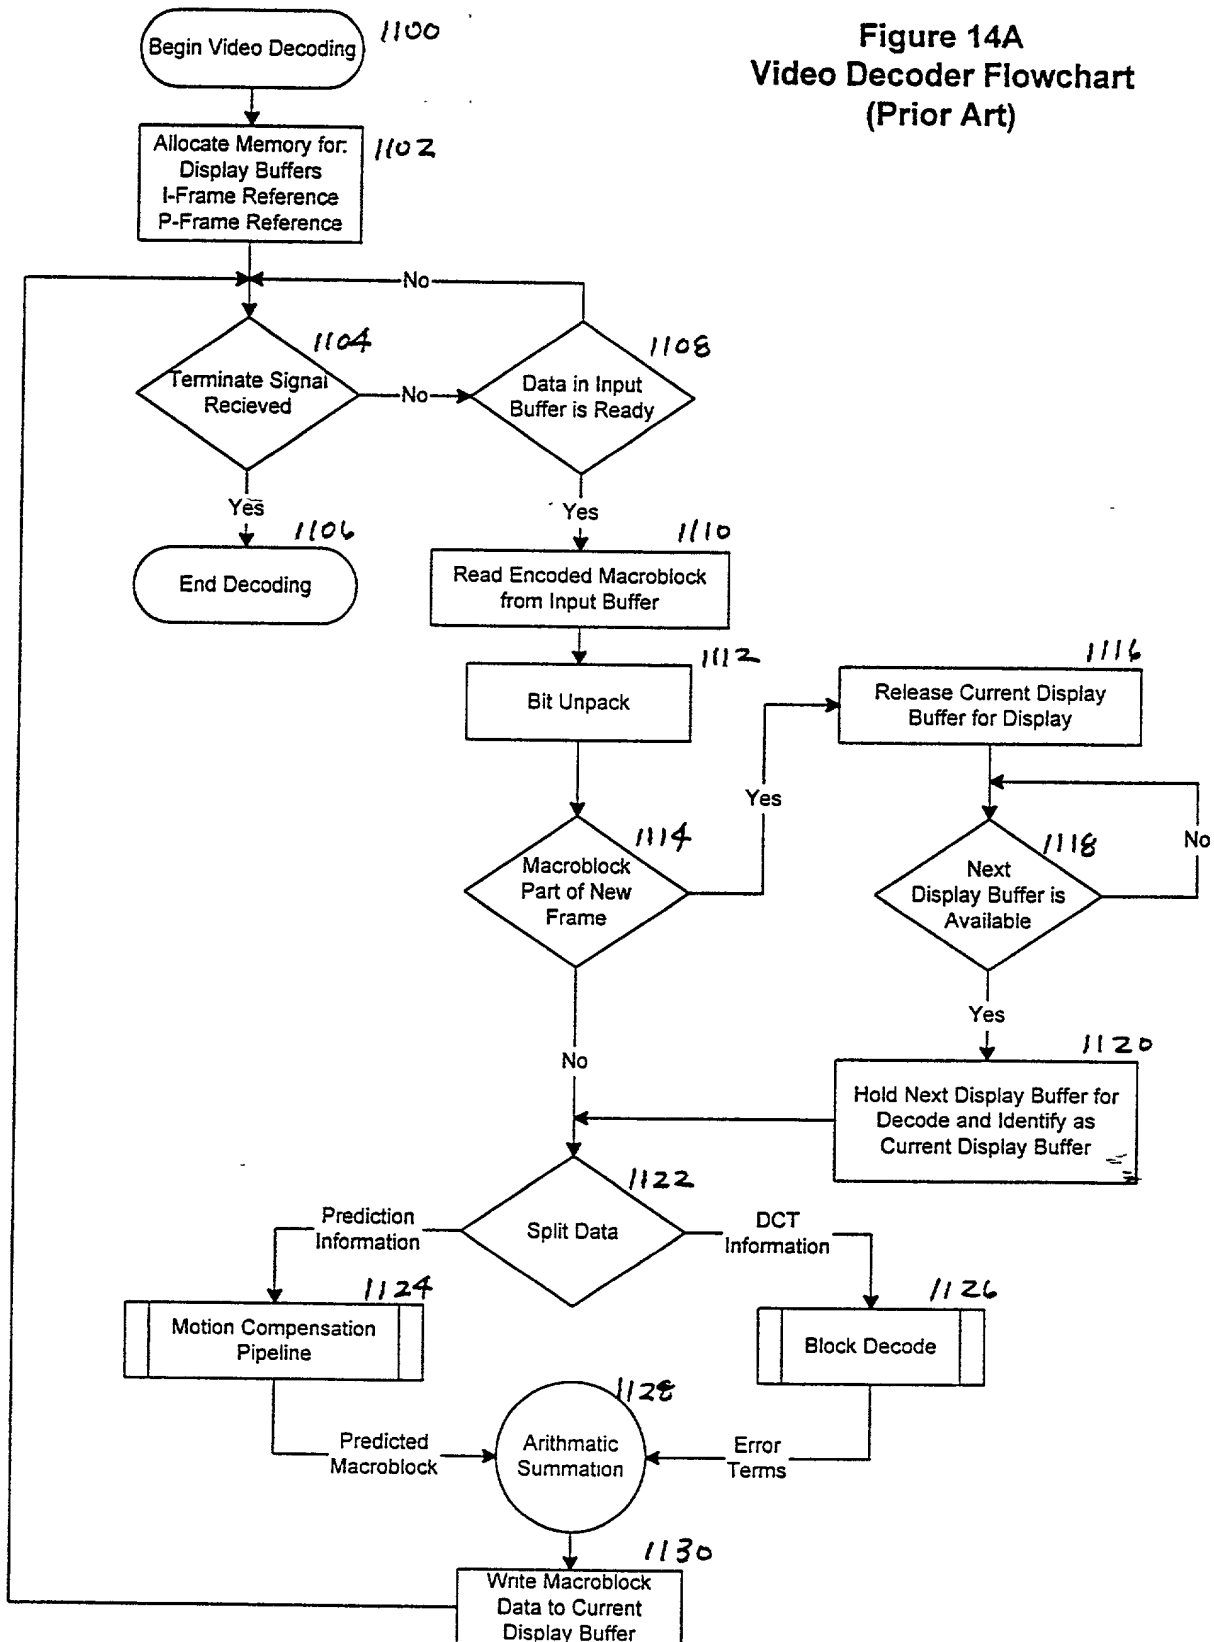 Figure 14A
Video Decoder Flowchart
(Prior Art)
Begin Video Decoding
1100
Allocate Memory for:
Display Buffers
I-Frame Reference
P-Frame Reference
1102
No
1104
Terminate Signal
Recieved
No
1108
Data in Input
Buffer is Ready
Yes
1106
End Decoding
Yes
1110
Read Encoded Macroblock
from Input Buffer
1112
Bit Unpack
1116
Release Current Display
Buffer for Display
Yes
1114
Macroblock
Part of New
Frame
No
1118
Next
Display Buffer is
Available
Yes
No
1120
Hold Next Display Buffer for
Decode and Identify as
Current Display Buffer
1122
Split Data
Prediction
Information
DCT
Information
1124
Motion Compensation
Pipeline
1126
Block Decode
1128
Arithmatic
Summation
Predicted
Macroblock
Error
Terms
1130
Write Macroblock
Data to Current
Display Buffer